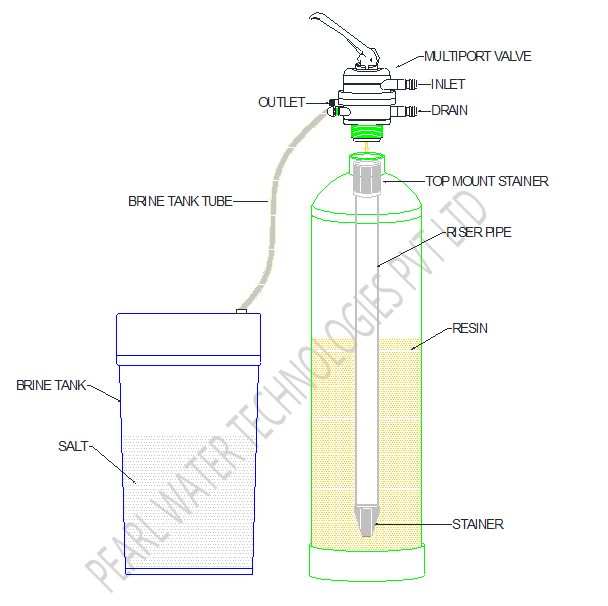 MULTIPORT VALVE
INLET
OUTLET
DRAIN
TOP MOUNT STAINER
BRINE TANK TUBE
RISER PIPE
RESIN
BRINE TANK
SALT
STAINER
PEARL WATER TECHNOLOGIES PVT LTD